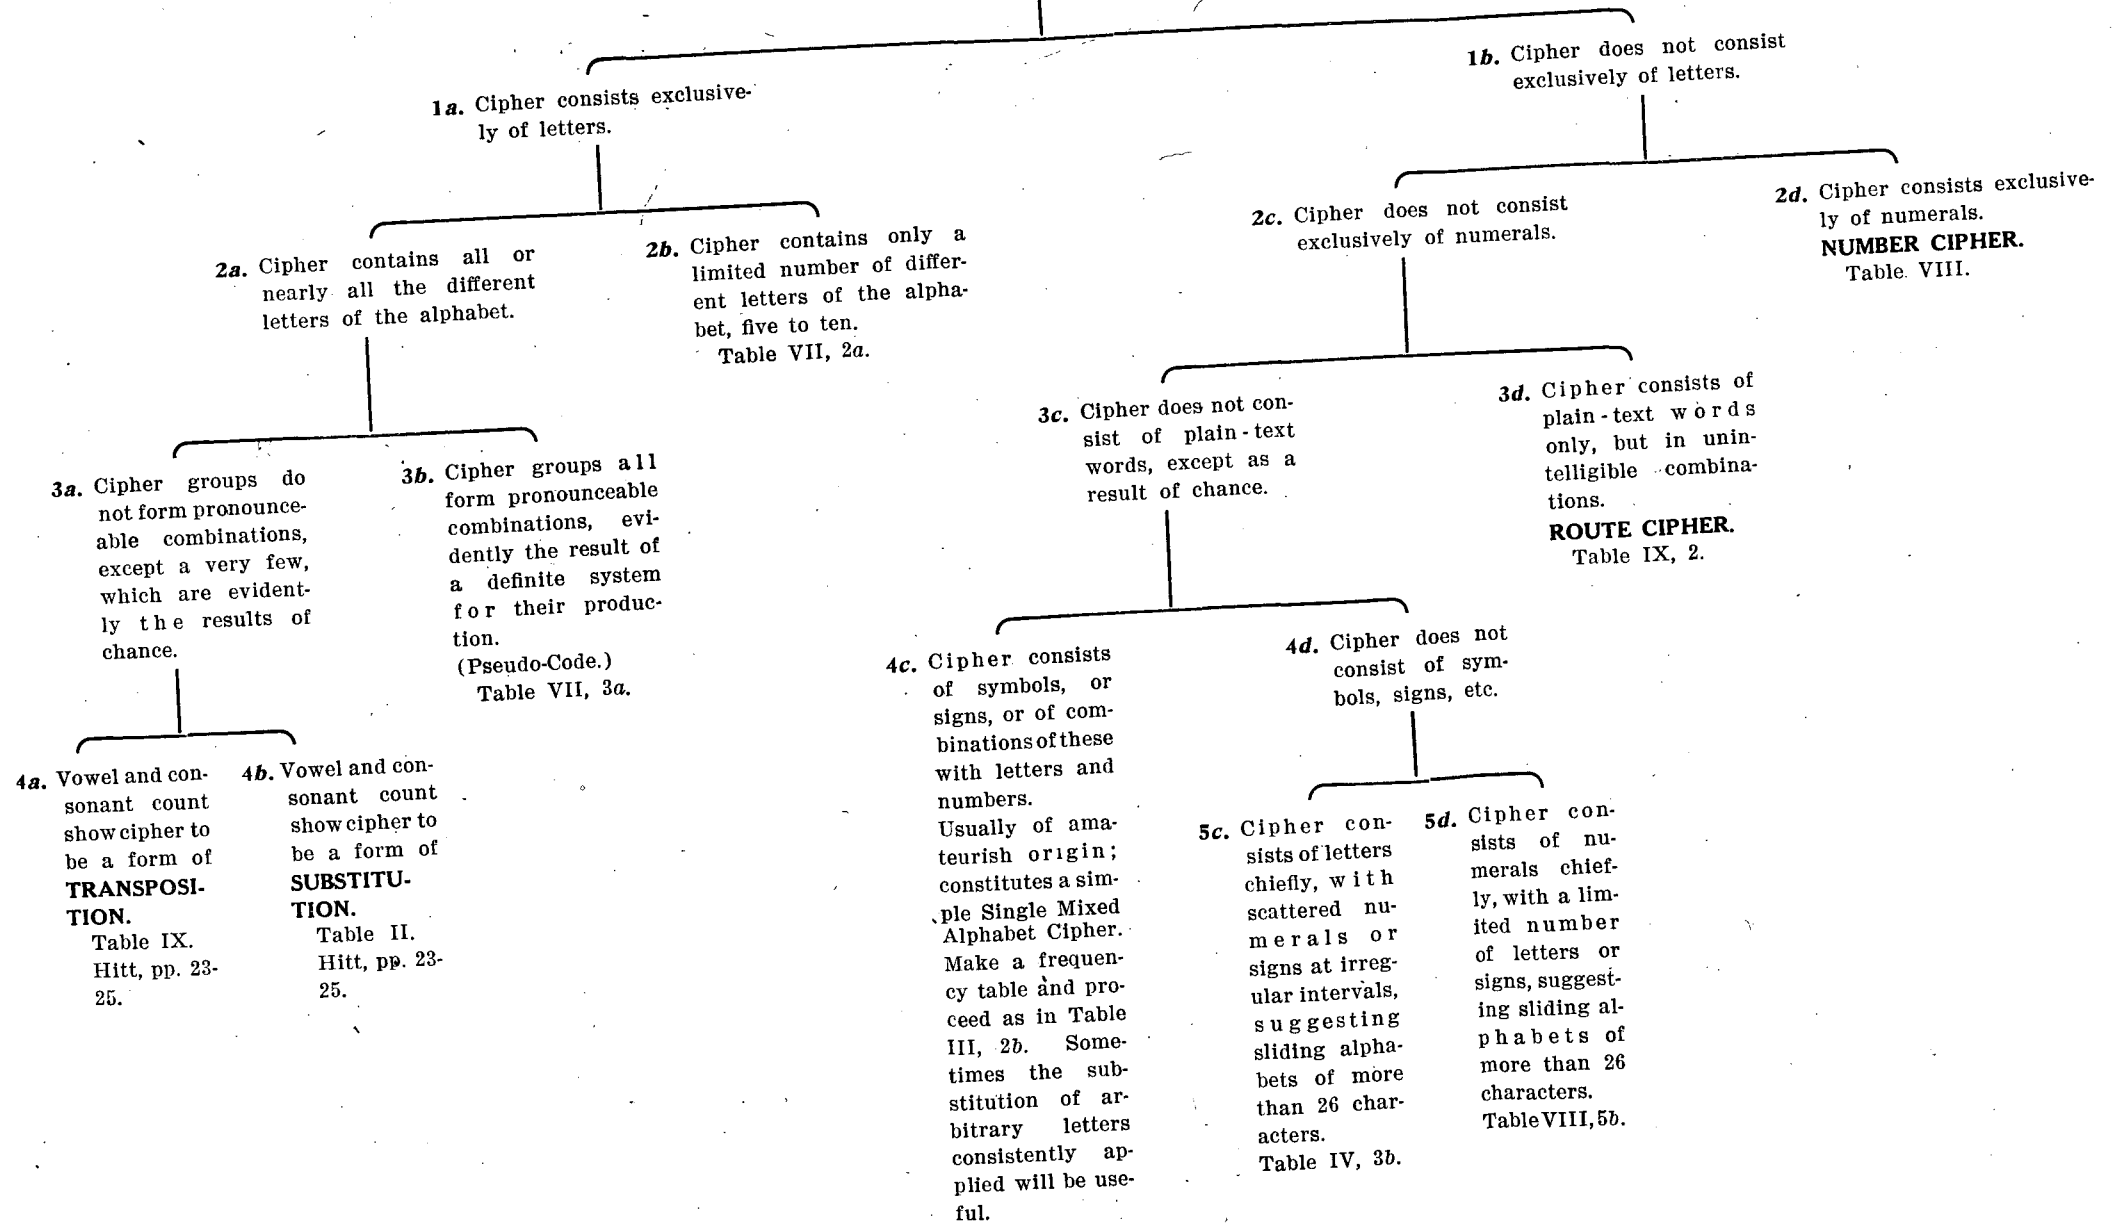 1b. Cipher does not consist
exclusively of letters.
1a. Cipher consists exclusive-
ly of letters.
2c. Cipher does not consist
exclusively of numerals.
2d. Cipher consists exclusive-
ly of numerals.
NUMBER CIPHER.
Table VIII.
2a. Cipher contains all or
nearly all the different
letters of the alphabet.
2b. Cipher contains only a
limited number of differ-
ent letters of the alpha-
bet, five to ten.
Table VII, 2a.
3c. Cipher does not con-
sist of plain-text
words, except as a
result of chance.
3d. Cipher consists of
plain-text words
only, but in unin-
telligible combina-
tions.
ROUTE CIPHER.
Table IX, 2.
3a. Cipher groups do
not form pronounce-
able combinations,
except a very few,
which are evident-
ly the results of
chance.
3b. Cipher groups all
form pronounceable
combinations, evi-
dently the result of
a definite system
for their produc-
tion.
(Pseudo-Code.)
Table VII, 3a.
4c. Cipher consists
of symbols, or
signs, or of com-
binations of these
with letters and
numbers.
Usually of ama-
teurish origin;
constitutes a sim-
ple Single Mixed
Alphabet Cipher.
Make a frequen-
cy table and pro-
ceed as in Table
III, 2b. Some-
times the sub-
stitution of ar-
bitrary letters
consistently ap-
plied will be use-
ful.
4d. Cipher does not
consist of sym-
bols, signs, etc.
4a. Vowel and con-
sonant count
show cipher to
be a form of
TRANSPOSI-
TION.
Table IX.
Hitt, pp. 23-
25.
4b. Vowel and con-
sonant count
show cipher to
be a form of
SUBSTITU-
TION.
Table II.
Hitt, pp. 23-
25.
5c. Cipher con-
sists of letters
chiefly, with
scattered nu-
merals or
signs at irreg-
ular intervals,
suggesting
sliding alpha-
bets of more
than 26 char-
acters.
Table IV, 3b.
5d. Cipher con-
sists of nu-
merals chief-
ly, with a lim-
ited number
of letters or
signs, suggest-
ing sliding al-
phabets of
more than 26
characters.
Table VIII, 5b.